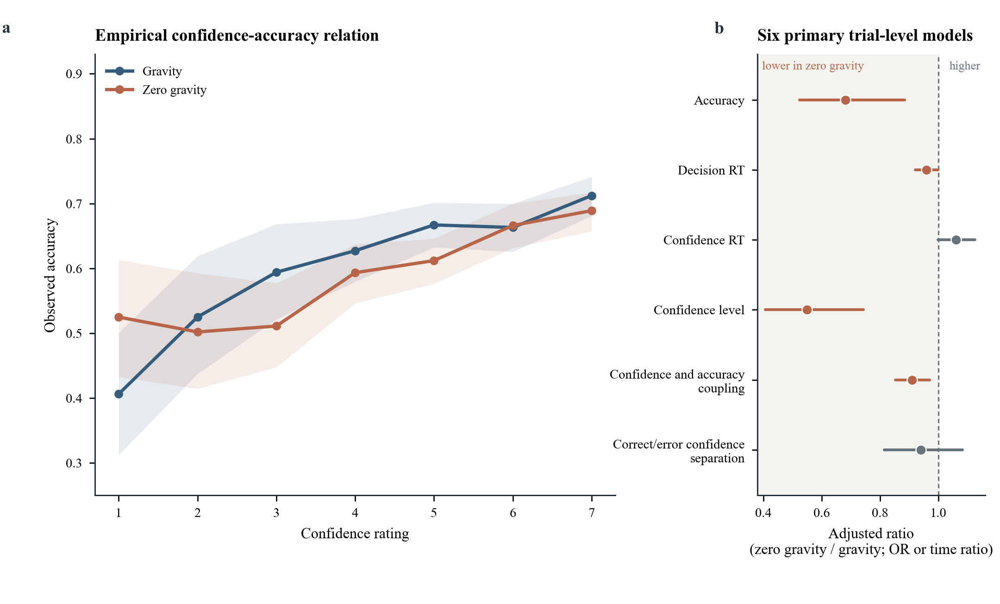 a
Empirical confidence-accuracy relation
Gravity
Zero gravity
0.9
0.8
0.7
0.6
0.5
0.4
0.3
Observed accuracy
1 2 3 4 5 6 7
Confidence rating
b
Six primary trial-level models
lower in zero gravity higher
Accuracy
Decision RT
Confidence RT
Confidence level
Confidence and accuracy
coupling
Correct/error confidence
separation
0.4 0.6 0.8 1.0
Adjusted ratio
(zero gravity / gravity; OR or time ratio)